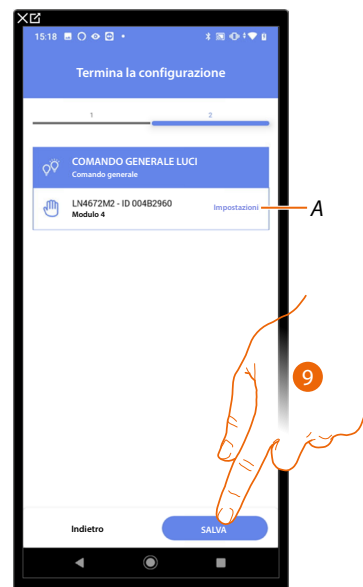 15:18
Termina la configurazione
1 2
COMANDO GENERALE LUCI
Comando generale
LN4672M2 - ID 004B2960
Modulo 4
Impostazioni
A
9
Indietro
SALVA